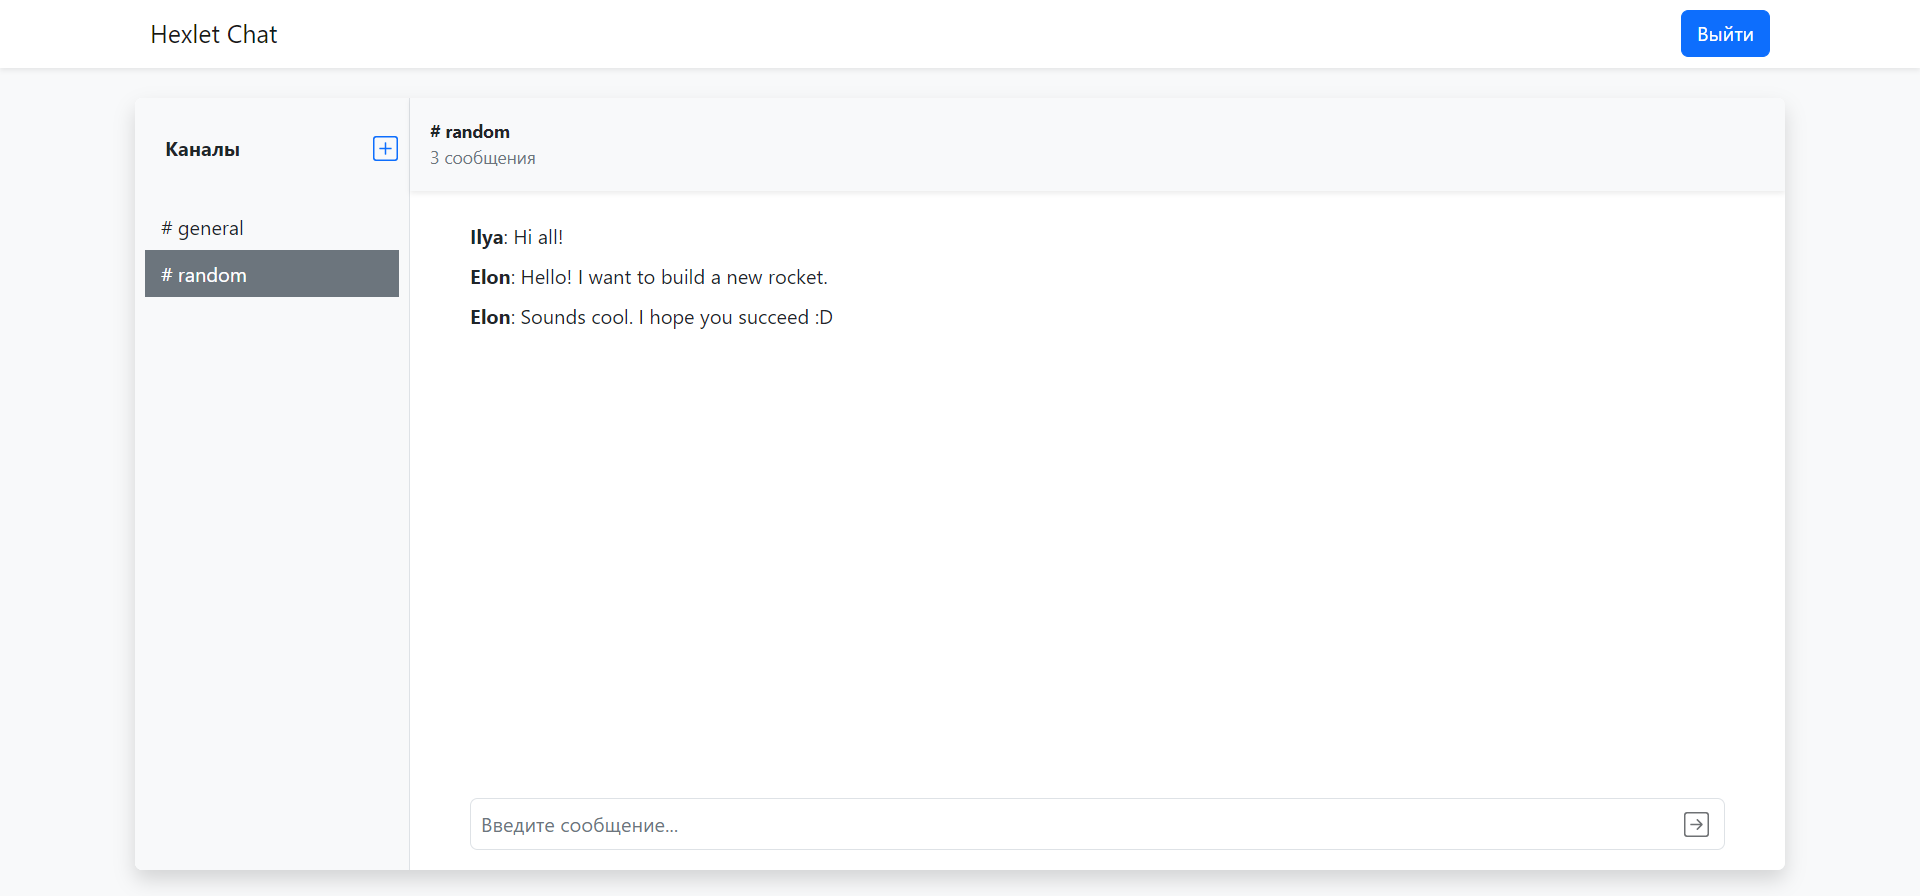 Hexlet Chat
Выйти
Каналы
# general
# random
# random
3 сообщения
Ilya: Hi all!
Elon: Hello! I want to build a new rocket.
Elon: Sounds cool. I hope you succeed :D
Введите сообщение...